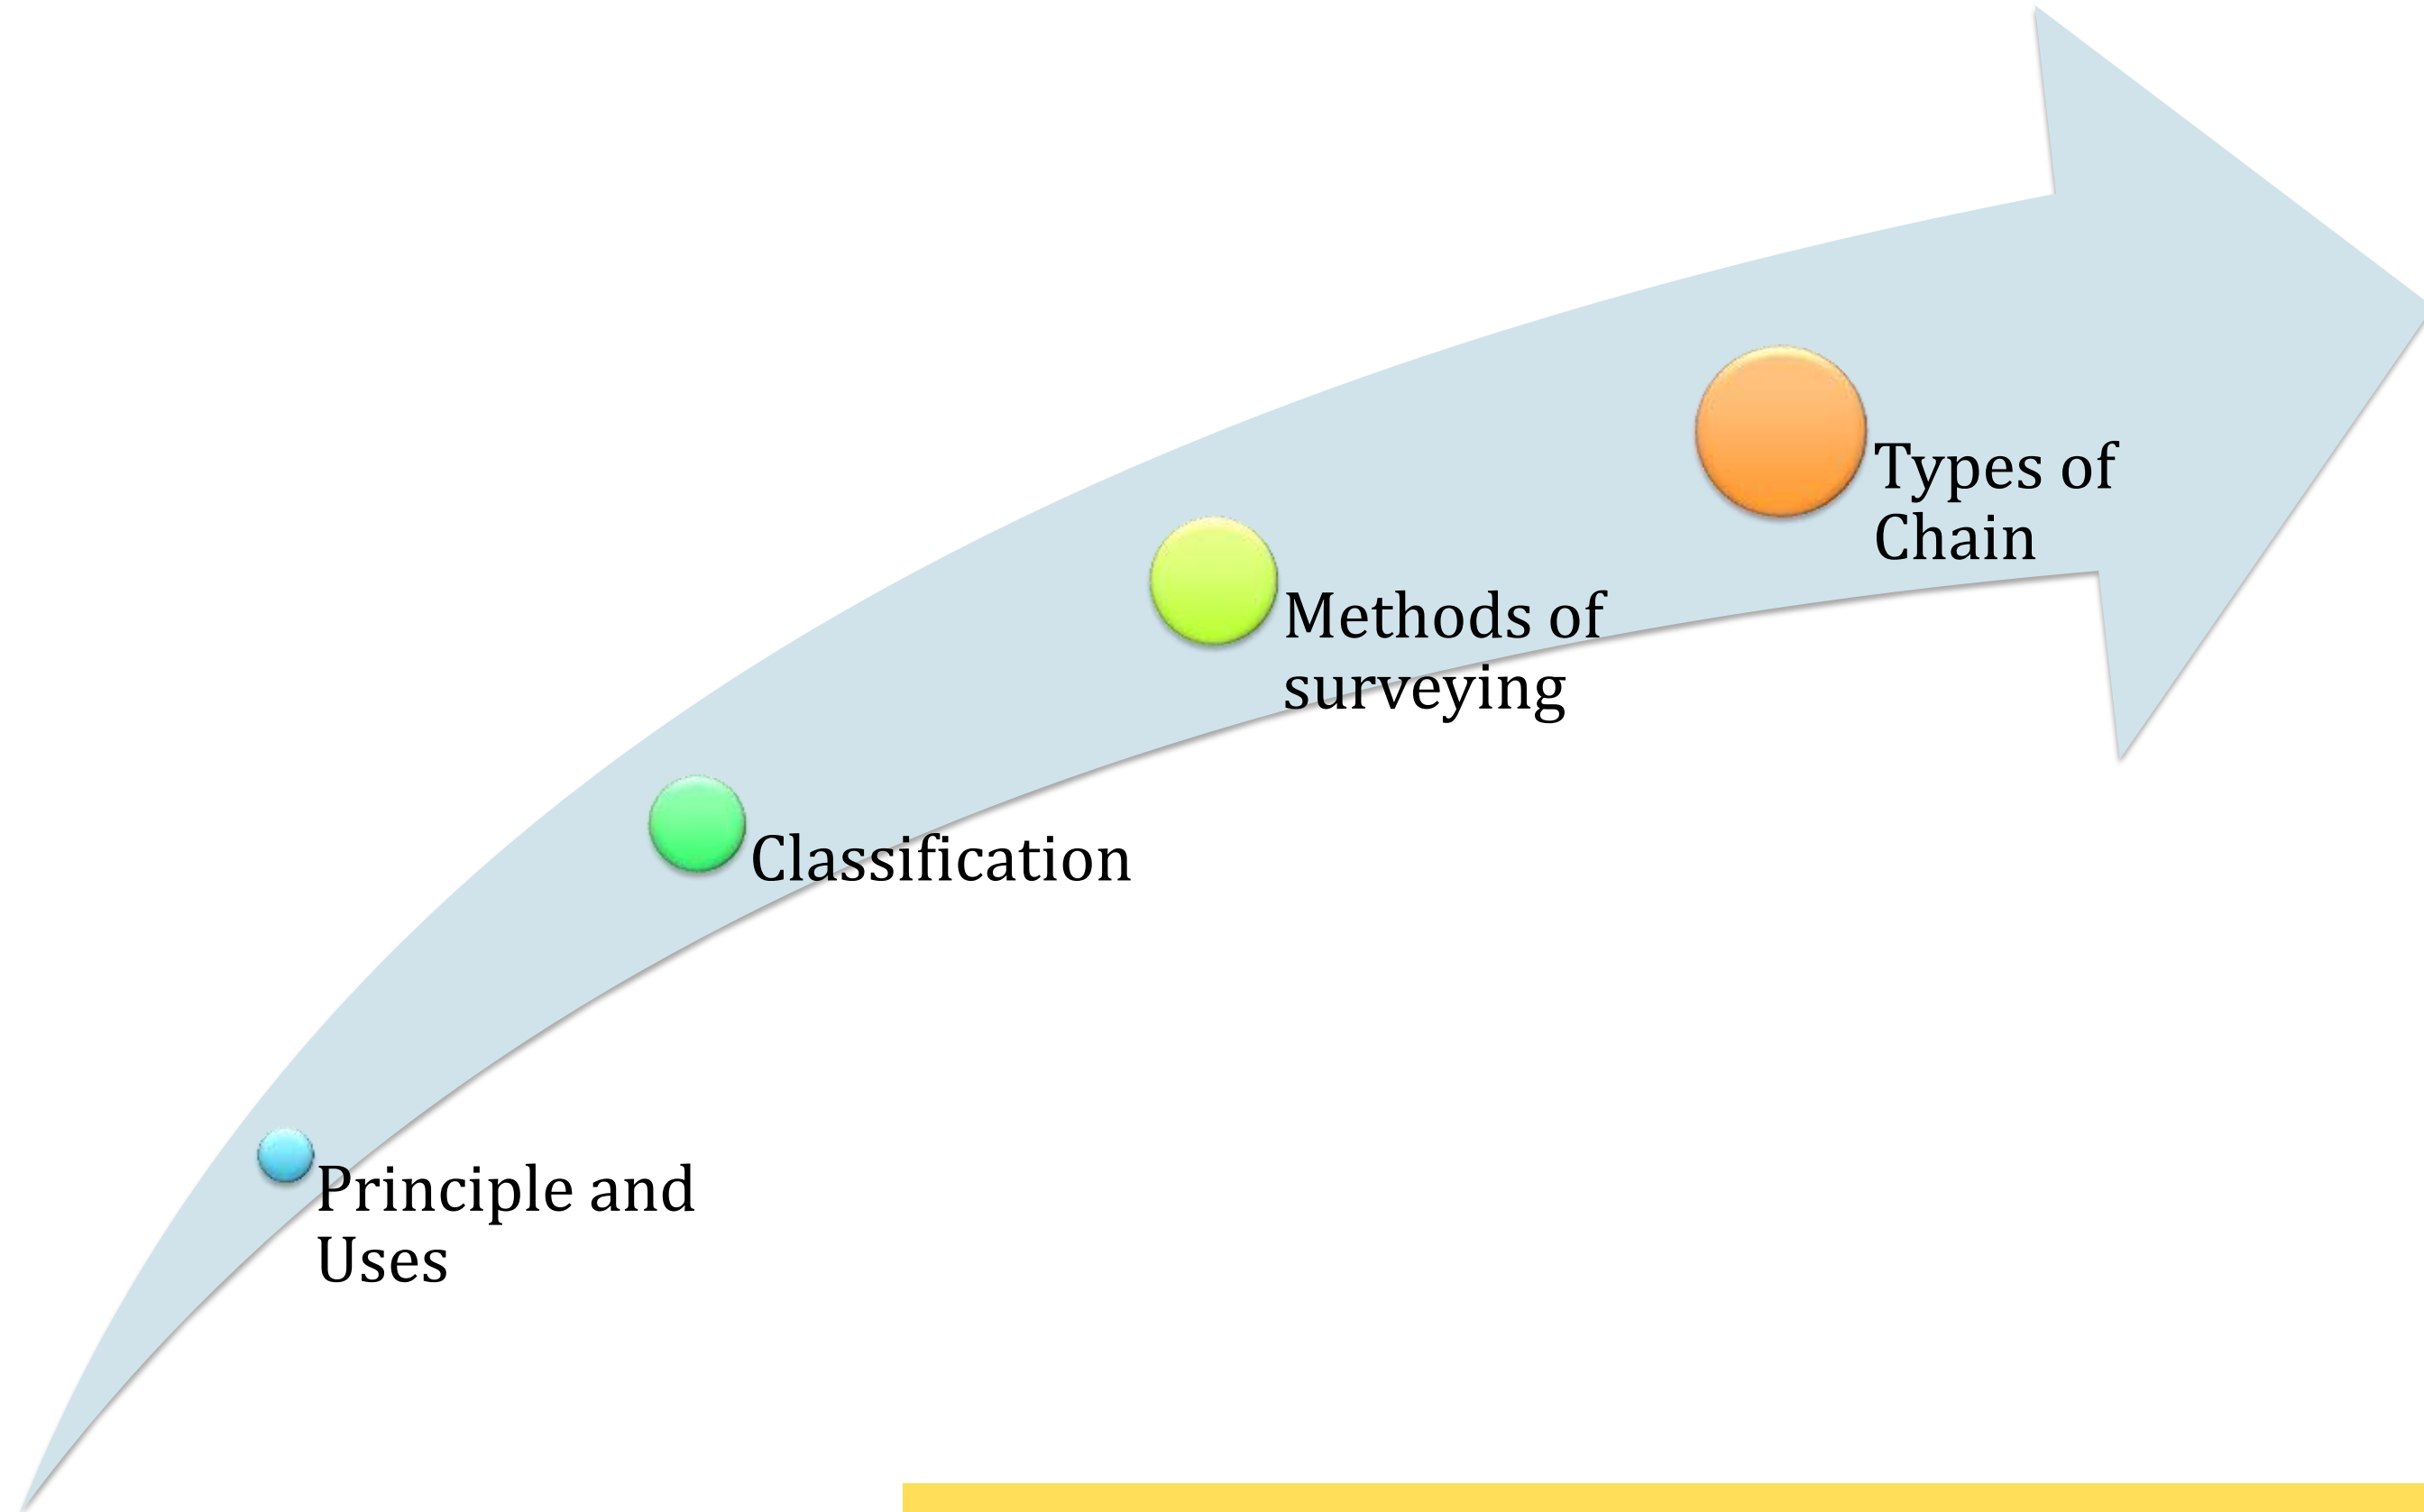 Types of
Chain
Methods of
surveying
Classification
Principle and
Uses